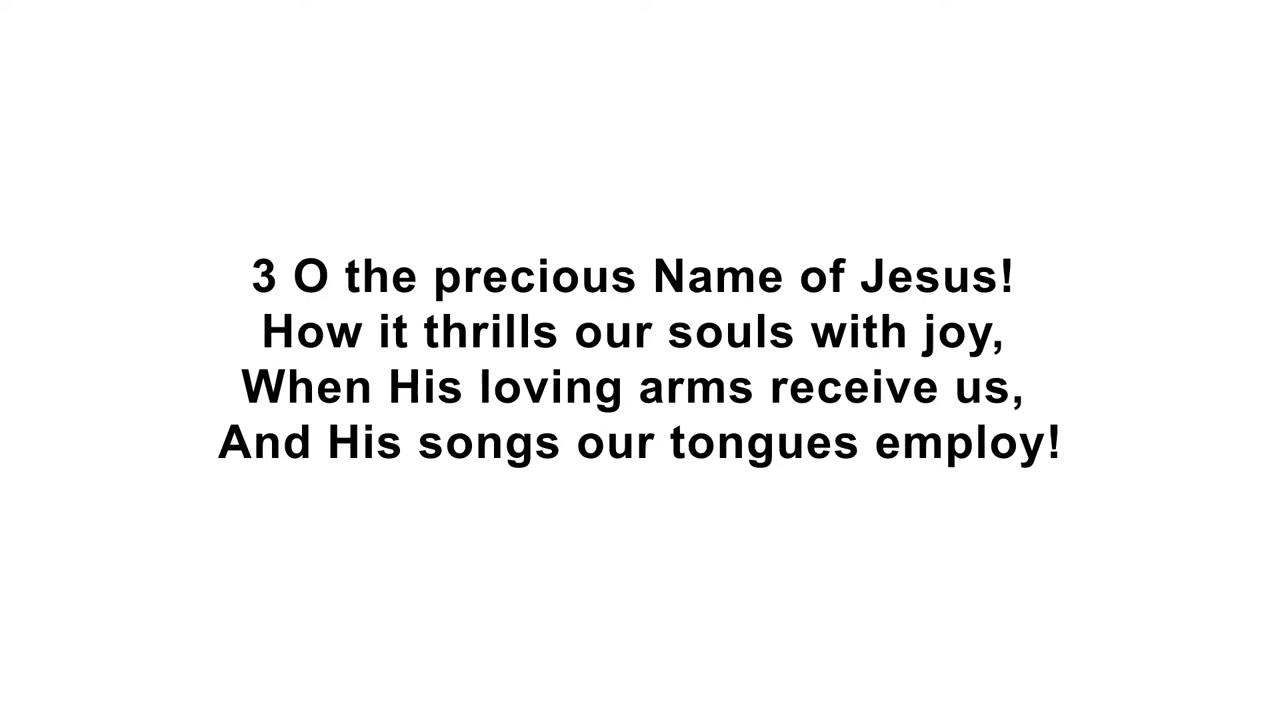 3 O the precious Name of Jesus!
How it thrills our souls with joy,
When His loving arms receive us,
And His songs our tongues employ!